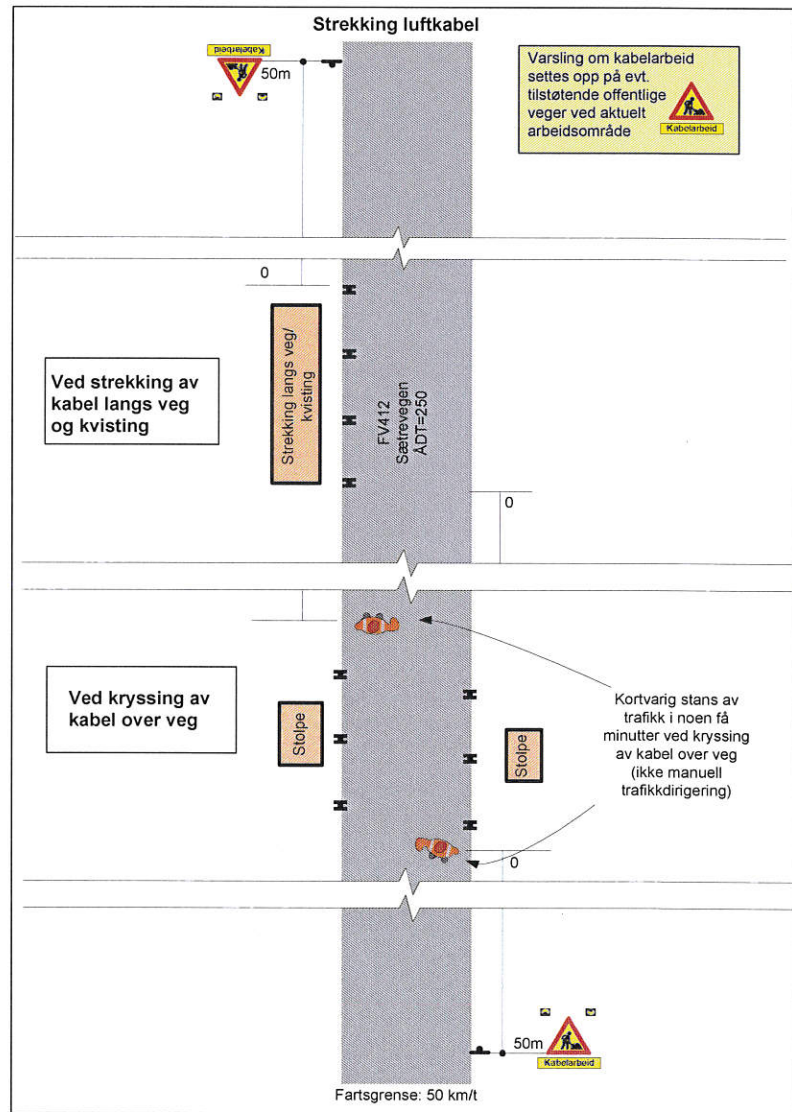 Strekking luftkabel
Kabelarbeid
50m
Varsling om kabelarbeid
settes opp på evt.
tilstøtende offentlige
veger ved aktuelt
arbeidsområde
Kabelarbeid
0
Ved strekking av
kabel langs veg
og kvisting
Strekking langs veg/
kvisting
FV412
Sætrevegen
ÅDT=250
0
Ved kryssing av
kabel over veg
Stolpe
Stolpe
Kortvarig stans av
trafikk i noen få
minutter ved kryssing
av kabel over veg
(ikke manuell
trafikkdirigering)
0
50m
Kabelarbeid
Fartsgrense: 50 km/t